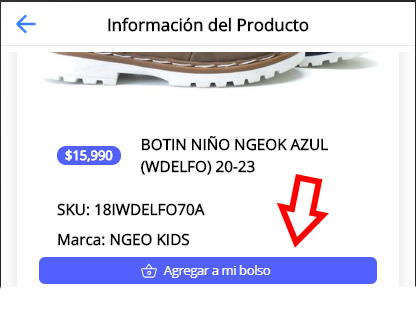 Información del Producto
$15,990
BOTIN NIÑO NGEOK AZUL
(WDELFO) 20-23
SKU: 18IWDELFO70A
Marca: NGEO KIDS
Agregar a mi bolso